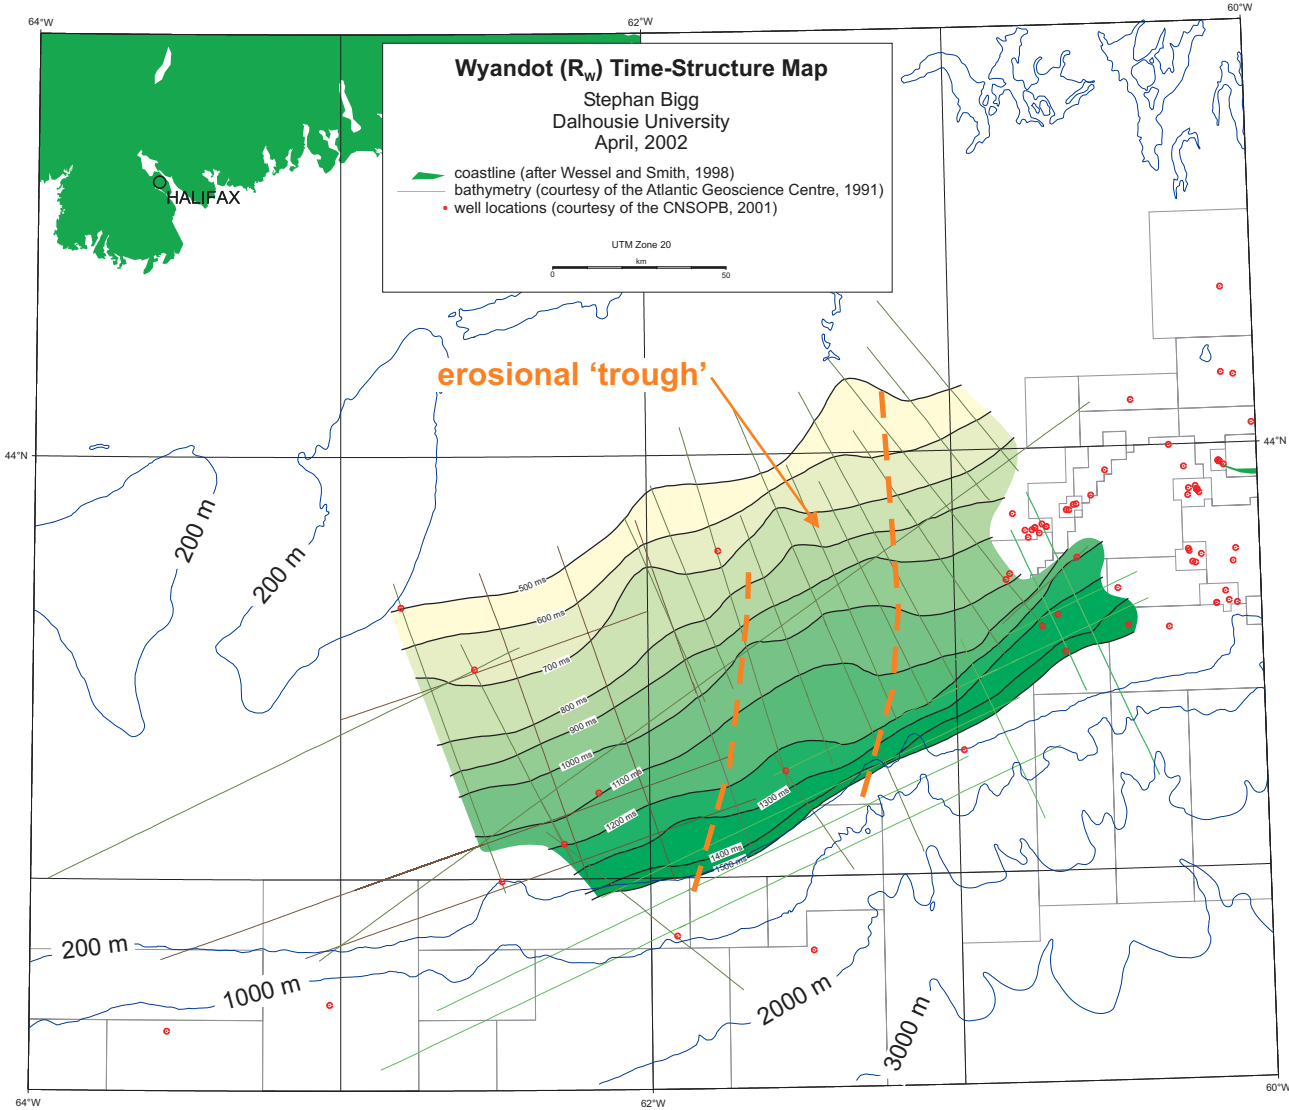 64°W
62°W
60°W
Wyandot (Rw) Time-Structure Map
Stephan Bigg
Dalhousie University
April, 2002
coastline (after Wessel and Smith, 1998)
bathymetry (courtesy of the Atlantic Geoscience Centre, 1991)
well locations (courtesy of the CNSOPB, 2001)
UTM Zone 20
km
0
50
HALIFAX
erosional ‘trough’
44°N
44°N
200 m
200 m
500 ms
600 ms
700 ms
800 ms
900 ms
1000 ms
1100 ms
1200 ms
1300 ms
1400 ms
1500 ms
200 m
1000 m
2000 m
3000 m
64°W
62°W
60°W